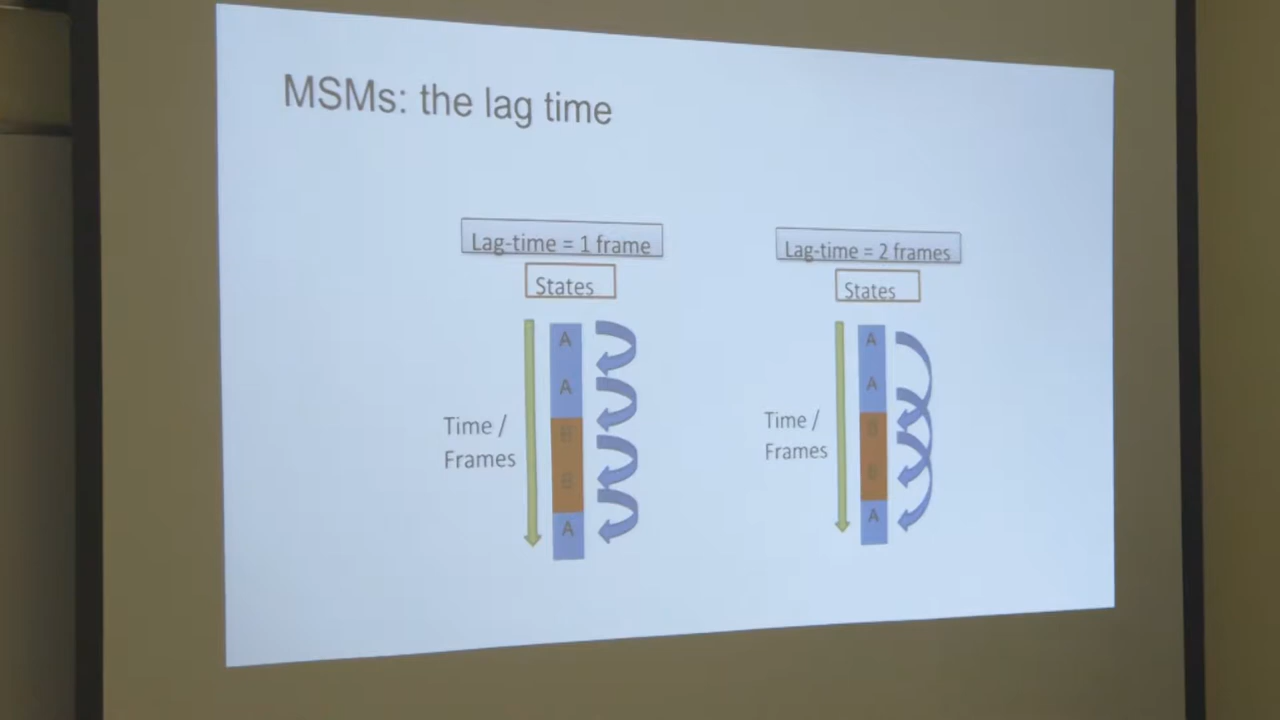 MSMs: the lag time
Lag-time = 1 frame
States
A
A
B
B
A
Time /
Frames
Lag-time = 2 frames
States
A
A
B
B
A
Time /
Frames